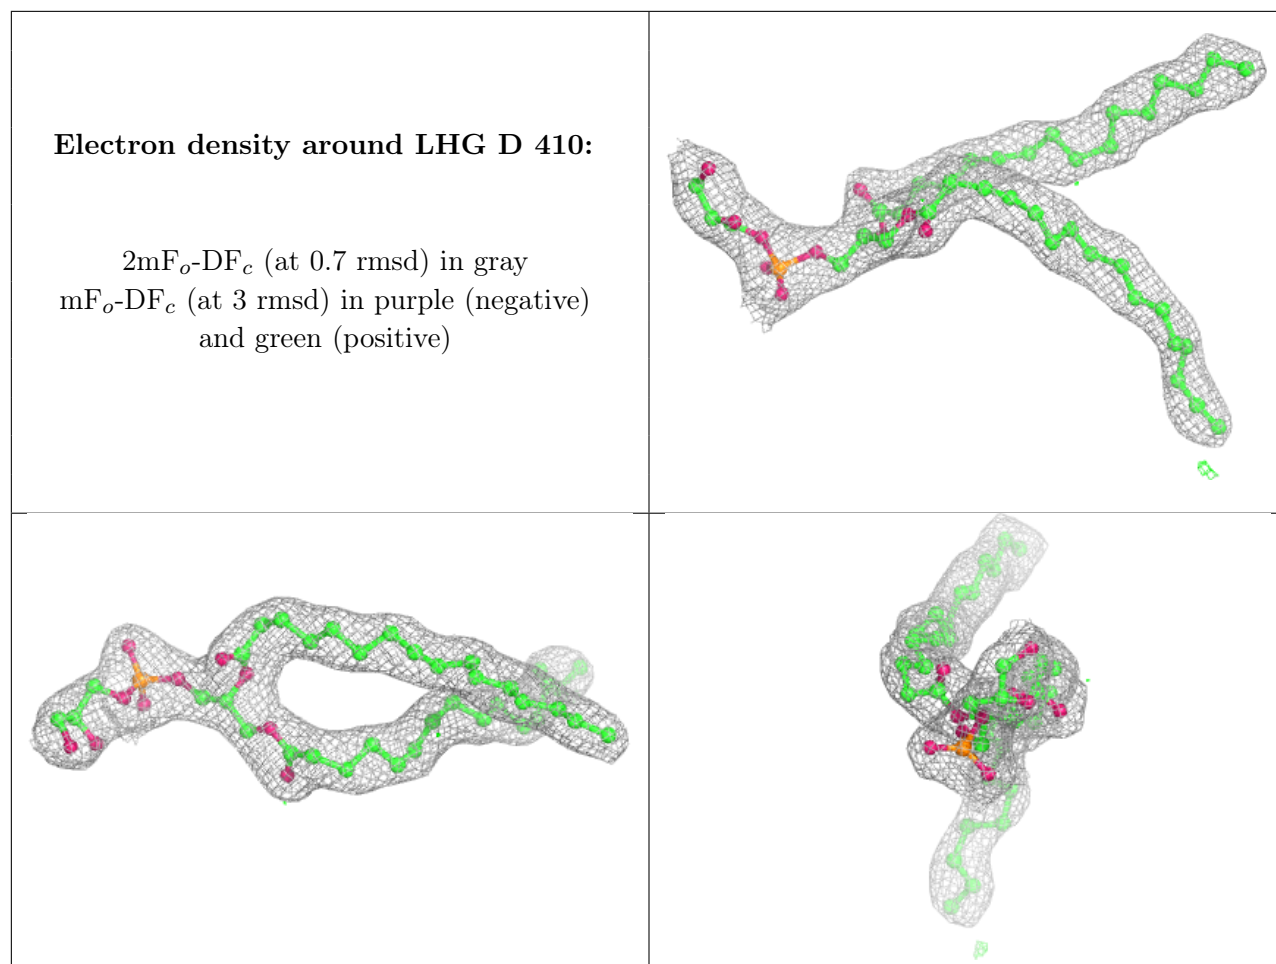 Electron density around LHG D 410:
2mFo-DFc (at 0.7 rmsd) in gray
mFo-DFc (at 3 rmsd) in purple (negative)
and green (positive)